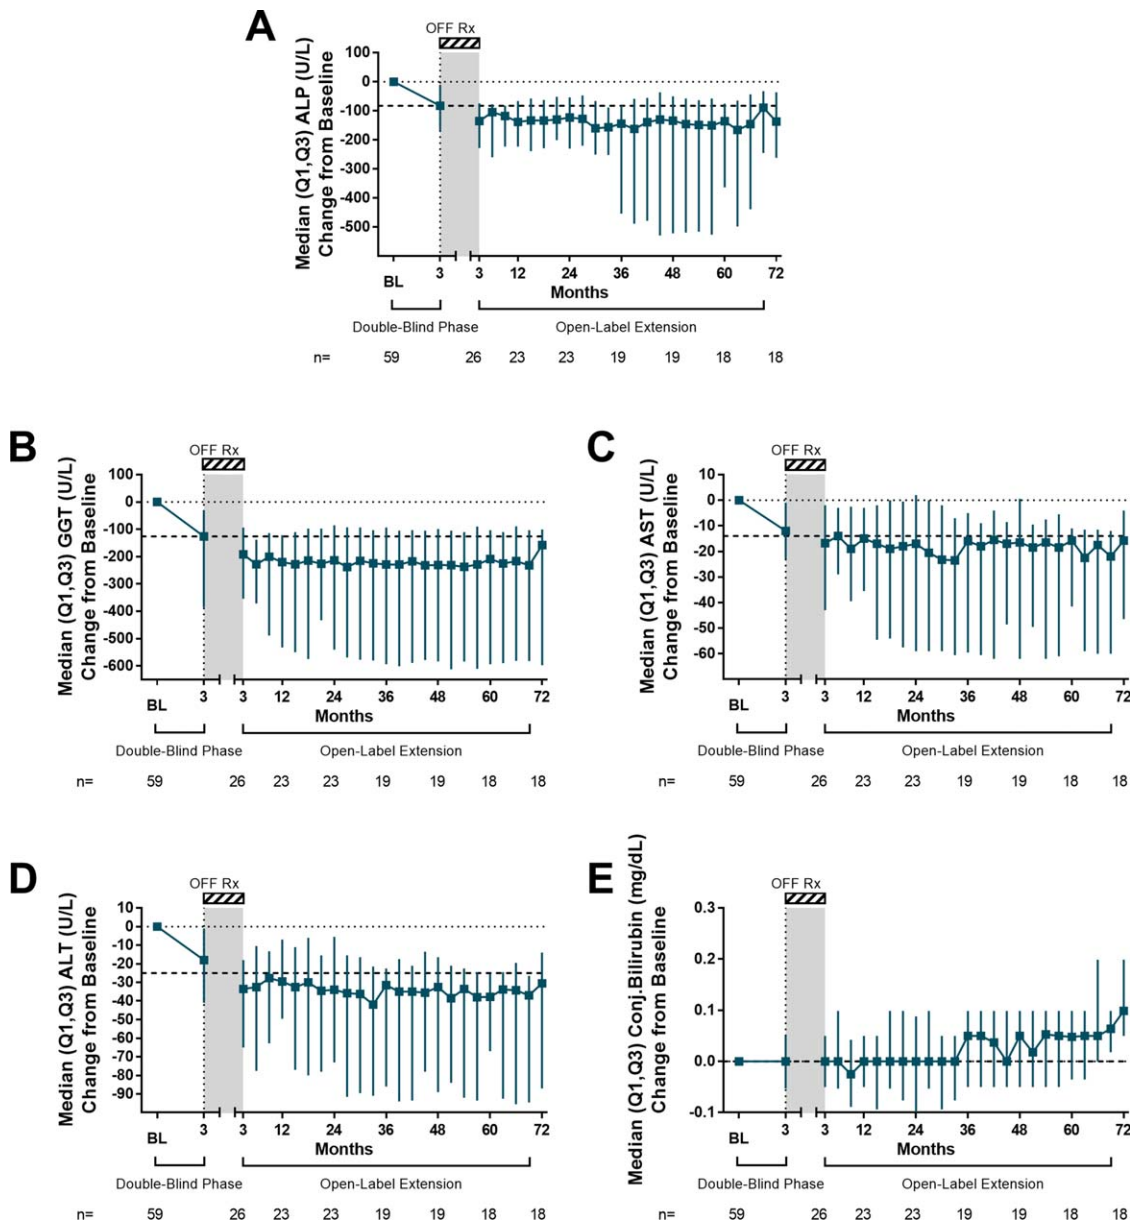 A
OFF Rx
Median (Q1,Q3) ALP (U/L)
Change from Baseline
100
0
-100
-200
-300
-400
-500
3 3 12 24 36 48 60 72
BL
Months
Double-Blind Phase Open-Label Extension
n= 59 26 23 23 19 19 18 18
B
OFF Rx
Median (Q1,Q3) GGT (U/L)
Change from Baseline
100
0
-100
-200
-300
-400
-500
-600
3 3 12 24 36 48 60 72
BL
Months
Double-Blind Phase Open-Label Extension
n= 59 26 23 23 19 19 18 18
C
OFF Rx
Median (Q1,Q3) AST (U/L)
Change from Baseline
10
0
-10
-20
-30
-40
-50
-60
3 3 12 24 36 48 60 72
BL
Months
Double-Blind Phase Open-Label Extension
n= 59 26 23 23 19 19 18 18
D
OFF Rx
Median (Q1,Q3) ALT (U/L)
Change from Baseline
10
0
-10
-20
-30
-40
-50
-60
-70
-80
-90
3 3 12 24 36 48 60 72
BL
Months
Double-Blind Phase Open-Label Extension
n= 59 26 23 23 19 19 18 18
E
OFF Rx
Median (Q1,Q3) Conj.Bilirubin (mg/dL)
Change from Baseline
0.3
0.2
0.1
0.0
-0.1
3 3 12 24 36 48 60 72
BL
Months
Double-Blind Phase Open-Label Extension
n= 59 26 23 23 19 19 18 18